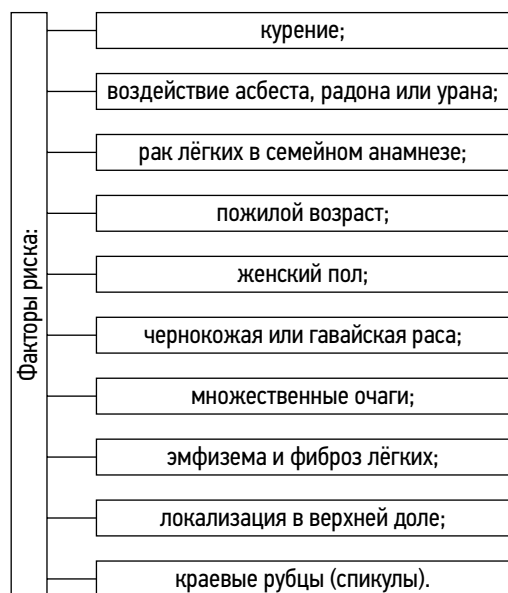 Факторы риска:
курение;
воздействие асбеста, радона или урана;
рак лёгких в семейном анамнезе;
пожилой возраст;
женский пол;
чернокожая или гавайская раса;
множественные очаги;
эмфизема и фиброз лёгких;
локализация в верхней доле;
краевые рубцы (спикулы).